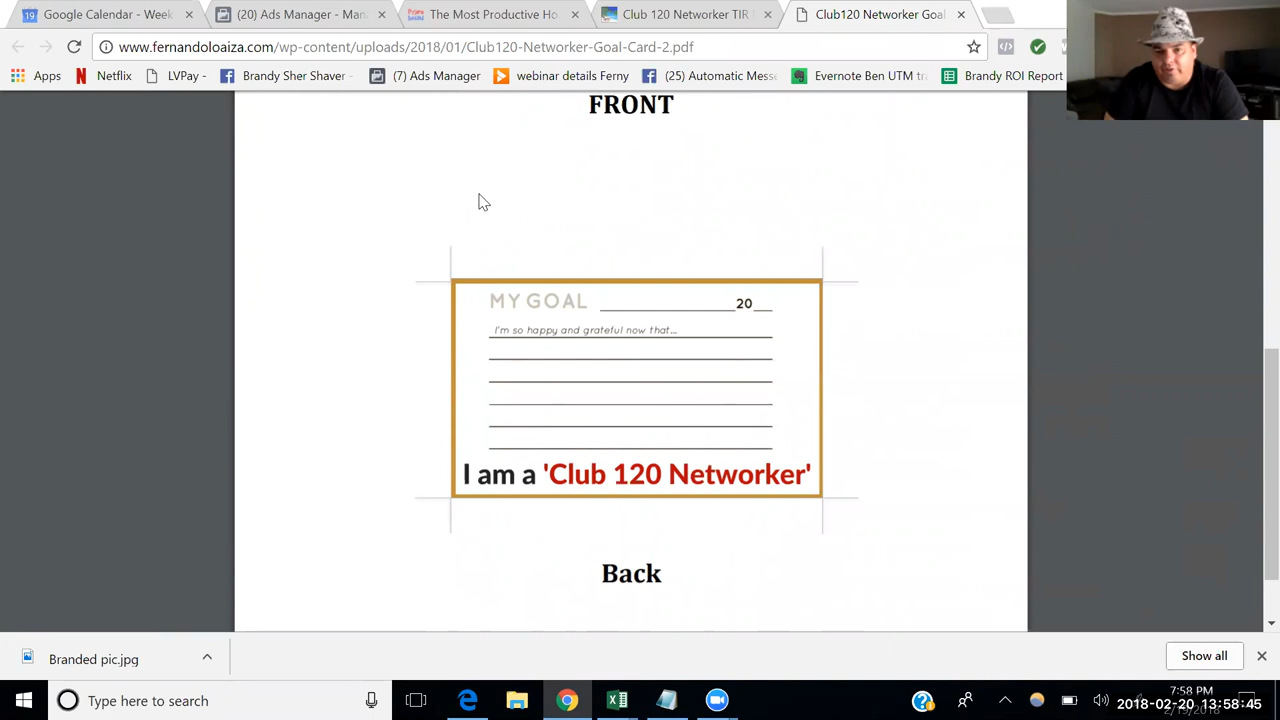 19 Google Calendar - Week
(20) Ads Manager - Man
The Most Productive Ho
Club 120 Networker TIR
Club120 Networker Goal
www.fernandoloaiza.com/wp-content/uploads/2018/01/Club120-Networker-Goal-Card-2.pdf
Apps
Netflix
LVPay -
Brandy Sher Shaver -
(7) Ads Manager
webinar details Ferny
(25) Automatic Messe
Evernote Ben UTM tr
Brandy ROI Report
FRONT
MY GOAL 20
I'm so happy and grateful now that...
I am a 'Club 120 Networker'
Back
Branded pic.jpg
Show all
Type here to search
7:58 PM
2018-02-20 13:58:45